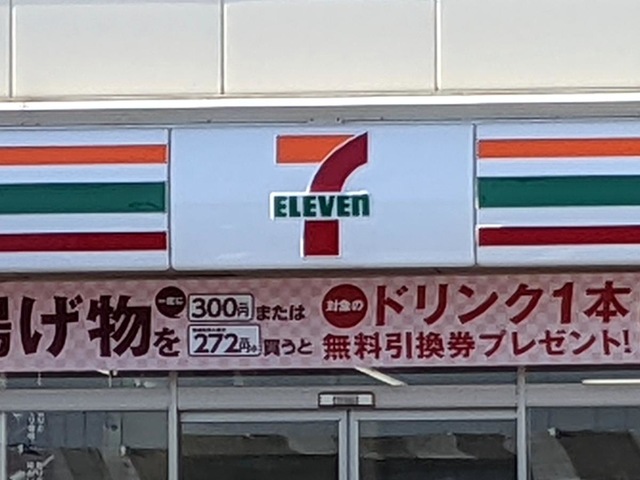 7
ELEVEn
揚げ物を
一度に
300円または
272円 買うと
対象の
ドリンク1本
無料引換券プレゼント!